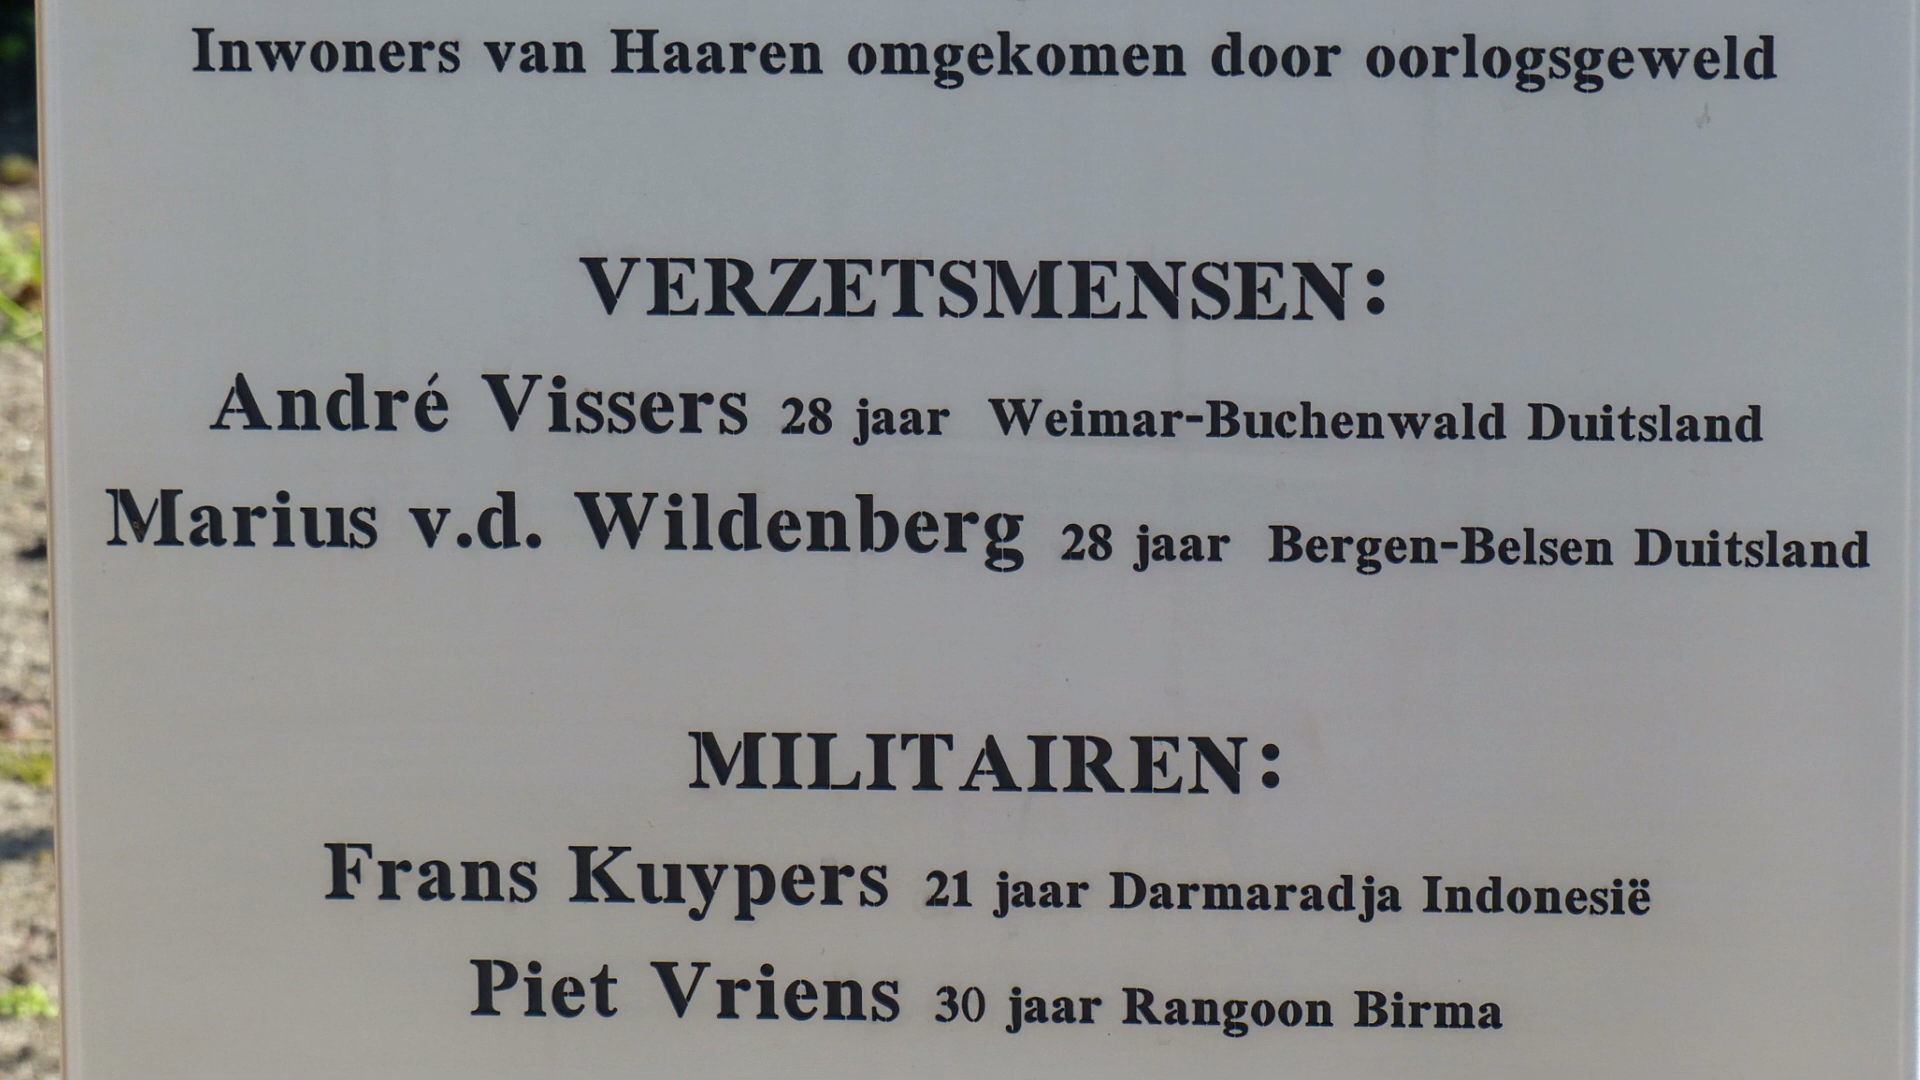 Inwoners van Haaren omgekomen door oorlogsgeweld
VERZETSMENSEN:
André Vissers 28 jaar Weimar-Buchenwald Duitsland
Marius v.d. Wildenberg 28 jaar Bergen-Belsen Duitsland
MILITAIREN:
Frans Kuypers 21 jaar Darmaradja Indonesië
Piet Vriens 30 jaar Rangoon Birma